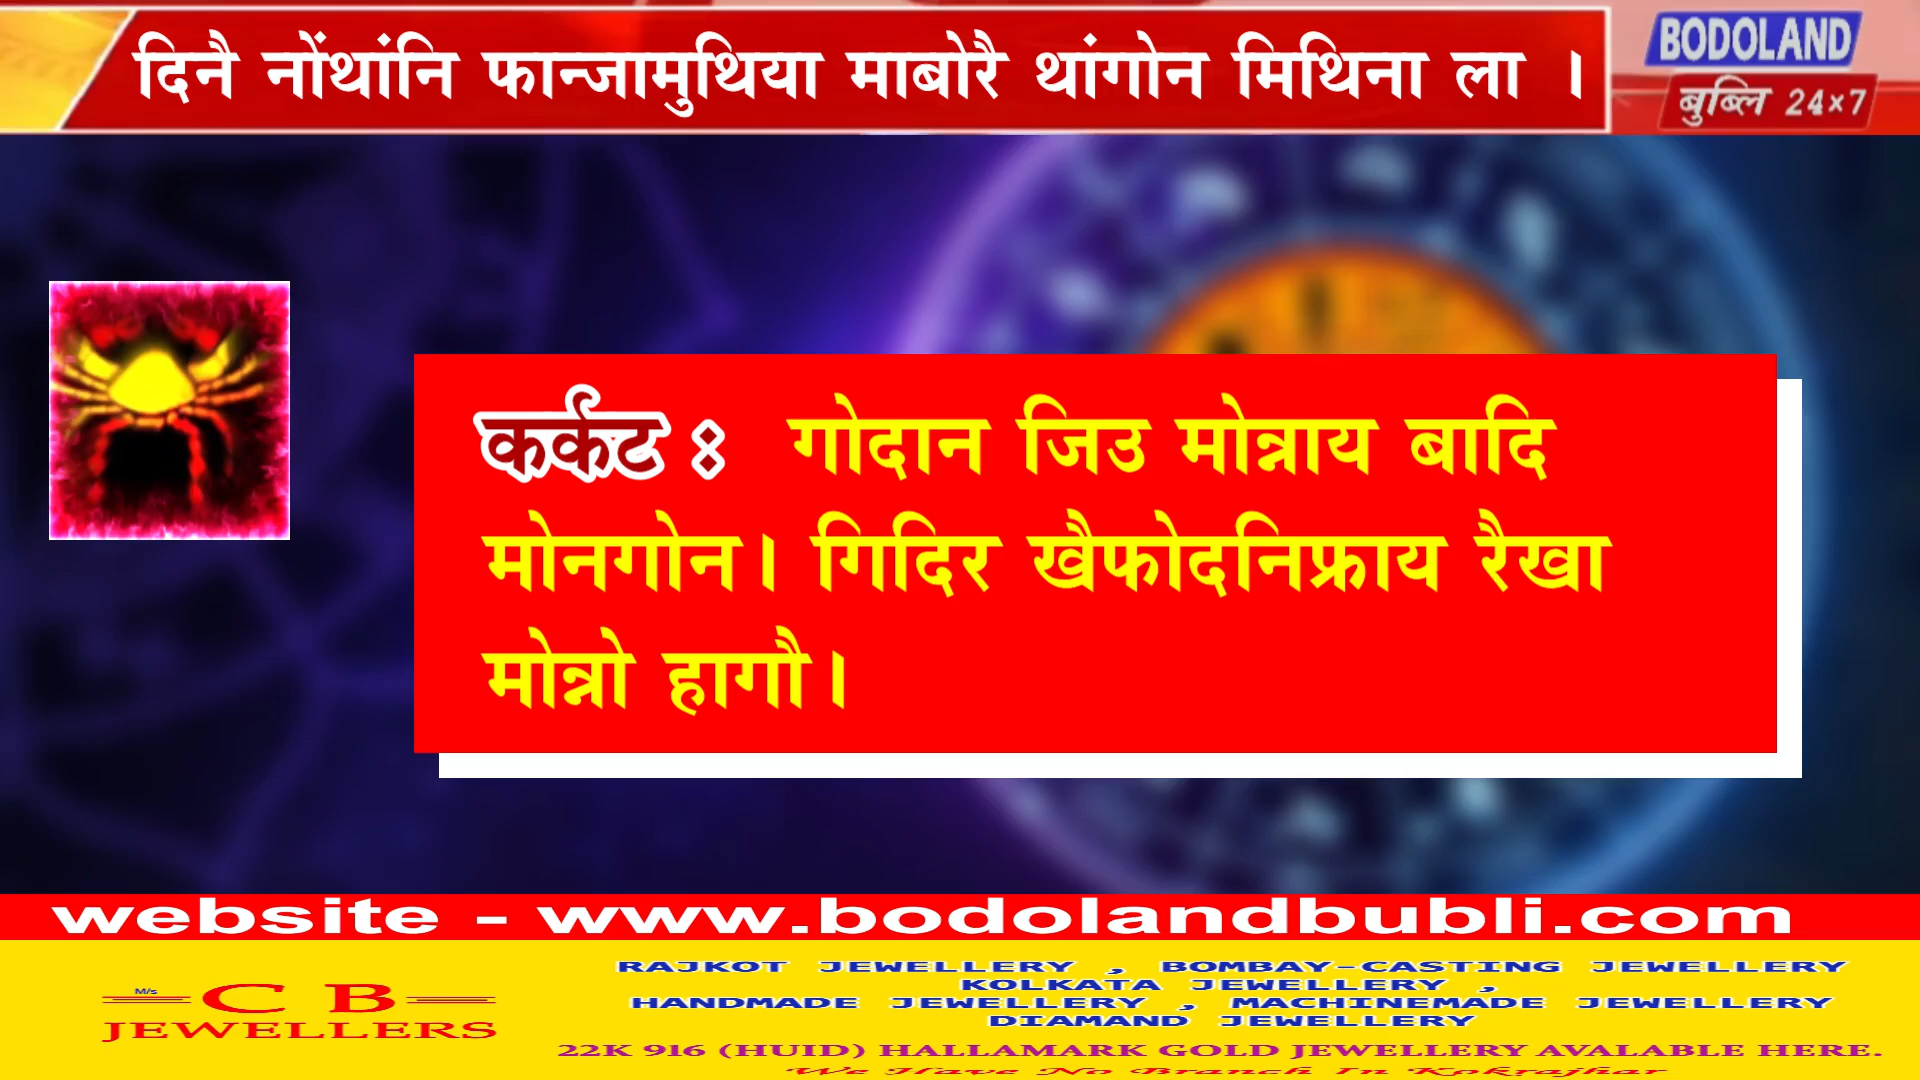 दिनै नोंथांनि फान्जामुथिया माबोरै थांगोन मिथिना ला ।
BODOLAND
बुब्लि 24×7
कर्कट : गोदान जिउ मोन्नाय बादि
मोनगोन। गिदिर खैफोदनिफ्राय रैखा
मोन्नो हागौ।
website - www.bodolandbubli.com
M/s
C B
JEWELLERS
RAJKOT JEWELLERY , BOMBAY-CASTING JEWELLERY
KOLKATA JEWELLERY ,
HANDMADE JEWELLERY , MACHINEMADE JEWELLERY
DIAMAND JEWELLERY
22K 916 (HUID) HALLAMARK GOLD JEWELLERY AVALABLE HERE.
We Have No Branch In Kokrajhar